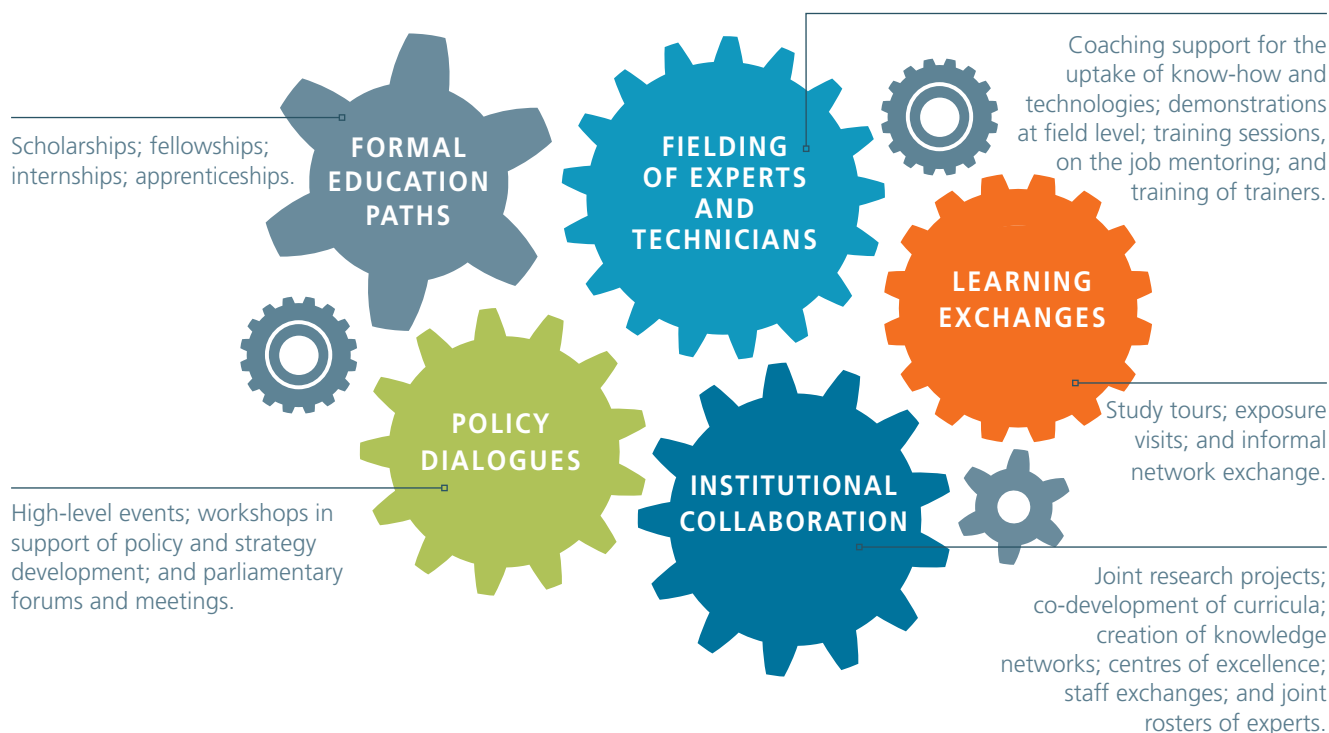 FORMAL
EDUCATION
PATHS
Scholarships; fellowships;
internships; apprenticeships.
FIELDING
OF EXPERTS
AND
TECHNICIANS
Coaching support for the
uptake of know-how and
technologies; demonstrations
at field level; training sessions,
on the job mentoring; and
training of trainers.
LEARNING
EXCHANGES
Study tours; exposure
visits; and informal
network exchange.
POLICY
DIALOGUES
High-level events; workshops in
support of policy and strategy
development; and parliamentary
forums and meetings.
INSTITUTIONAL
COLLABORATION
Joint research projects;
co-development of curricula;
creation of knowledge
networks; centres of excellence;
staff exchanges; and joint
rosters of experts.